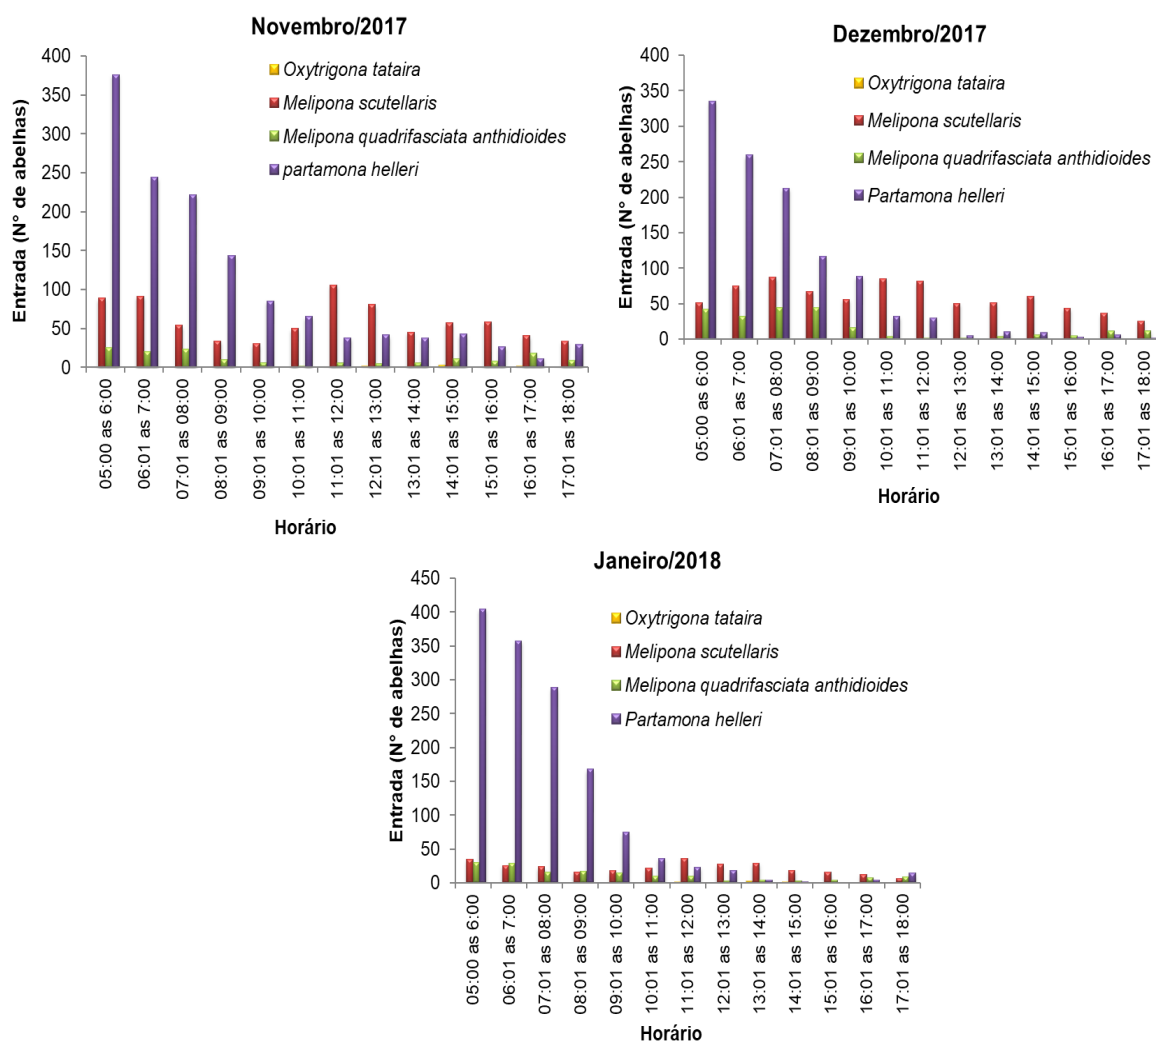 Novembro/2017
Entrada (N° de abelhas)
400
350
300
250
200
150
100
50
0
Oxytrigona tataira
Melipona scutellaris
Melipona quadrifasciata anthidioides
partamona helleri
05:00 as 6:00
06:01 as 7:00
07:01 as 08:00
08:01 as 09:00
09:01 as 10:00
10:01 as 11:00
11:01 as 12:00
12:01 as 13:00
13:01 as 14:00
14:01 as 15:00
15:01 as 16:00
16:01 as 17:00
17:01 as 18:00
Horário
Dezembro/2017
Entrada (N° de abelhas)
400
350
300
250
200
150
100
50
0
Oxytrigona tataira
Melipona scutellaris
Melipona quadrifasciata anthidioides
Partamona helleri
05:00 as 6:00
06:01 as 7:00
07:01 as 08:00
08:01 as 09:00
09:01 as 10:00
10:01 as 11:00
11:01 as 12:00
12:01 as 13:00
13:01 as 14:00
14:01 as 15:00
15:01 as 16:00
16:01 as 17:00
17:01 as 18:00
Horário
Janeiro/2018
Entrada (N° de abelhas)
450
400
350
300
250
200
150
100
50
0
Oxytrigona tataira
Melipona scutellaris
Melipona quadrifasciata anthidioides
Partamona helleri
05:00 as 6:00
06:01 as 7:00
07:01 as 08:00
08:01 as 09:00
09:01 as 10:00
10:01 as 11:00
11:01 as 12:00
12:01 as 13:00
13:01 as 14:00
14:01 as 15:00
15:01 as 16:00
16:01 as 17:00
17:01 as 18:00
Horário